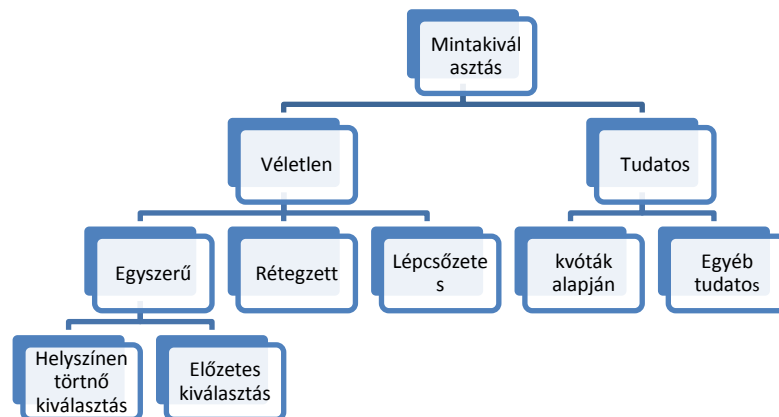 Mintakivál
asztás
Véletlen
Tudatos
Egyszerű
Rétegzett
Lépcsőzete
s
kvóták
alapján
Egyéb
tudatos
Helyszínen
törtnő
kiválasztás
Előzetes
kiválasztás